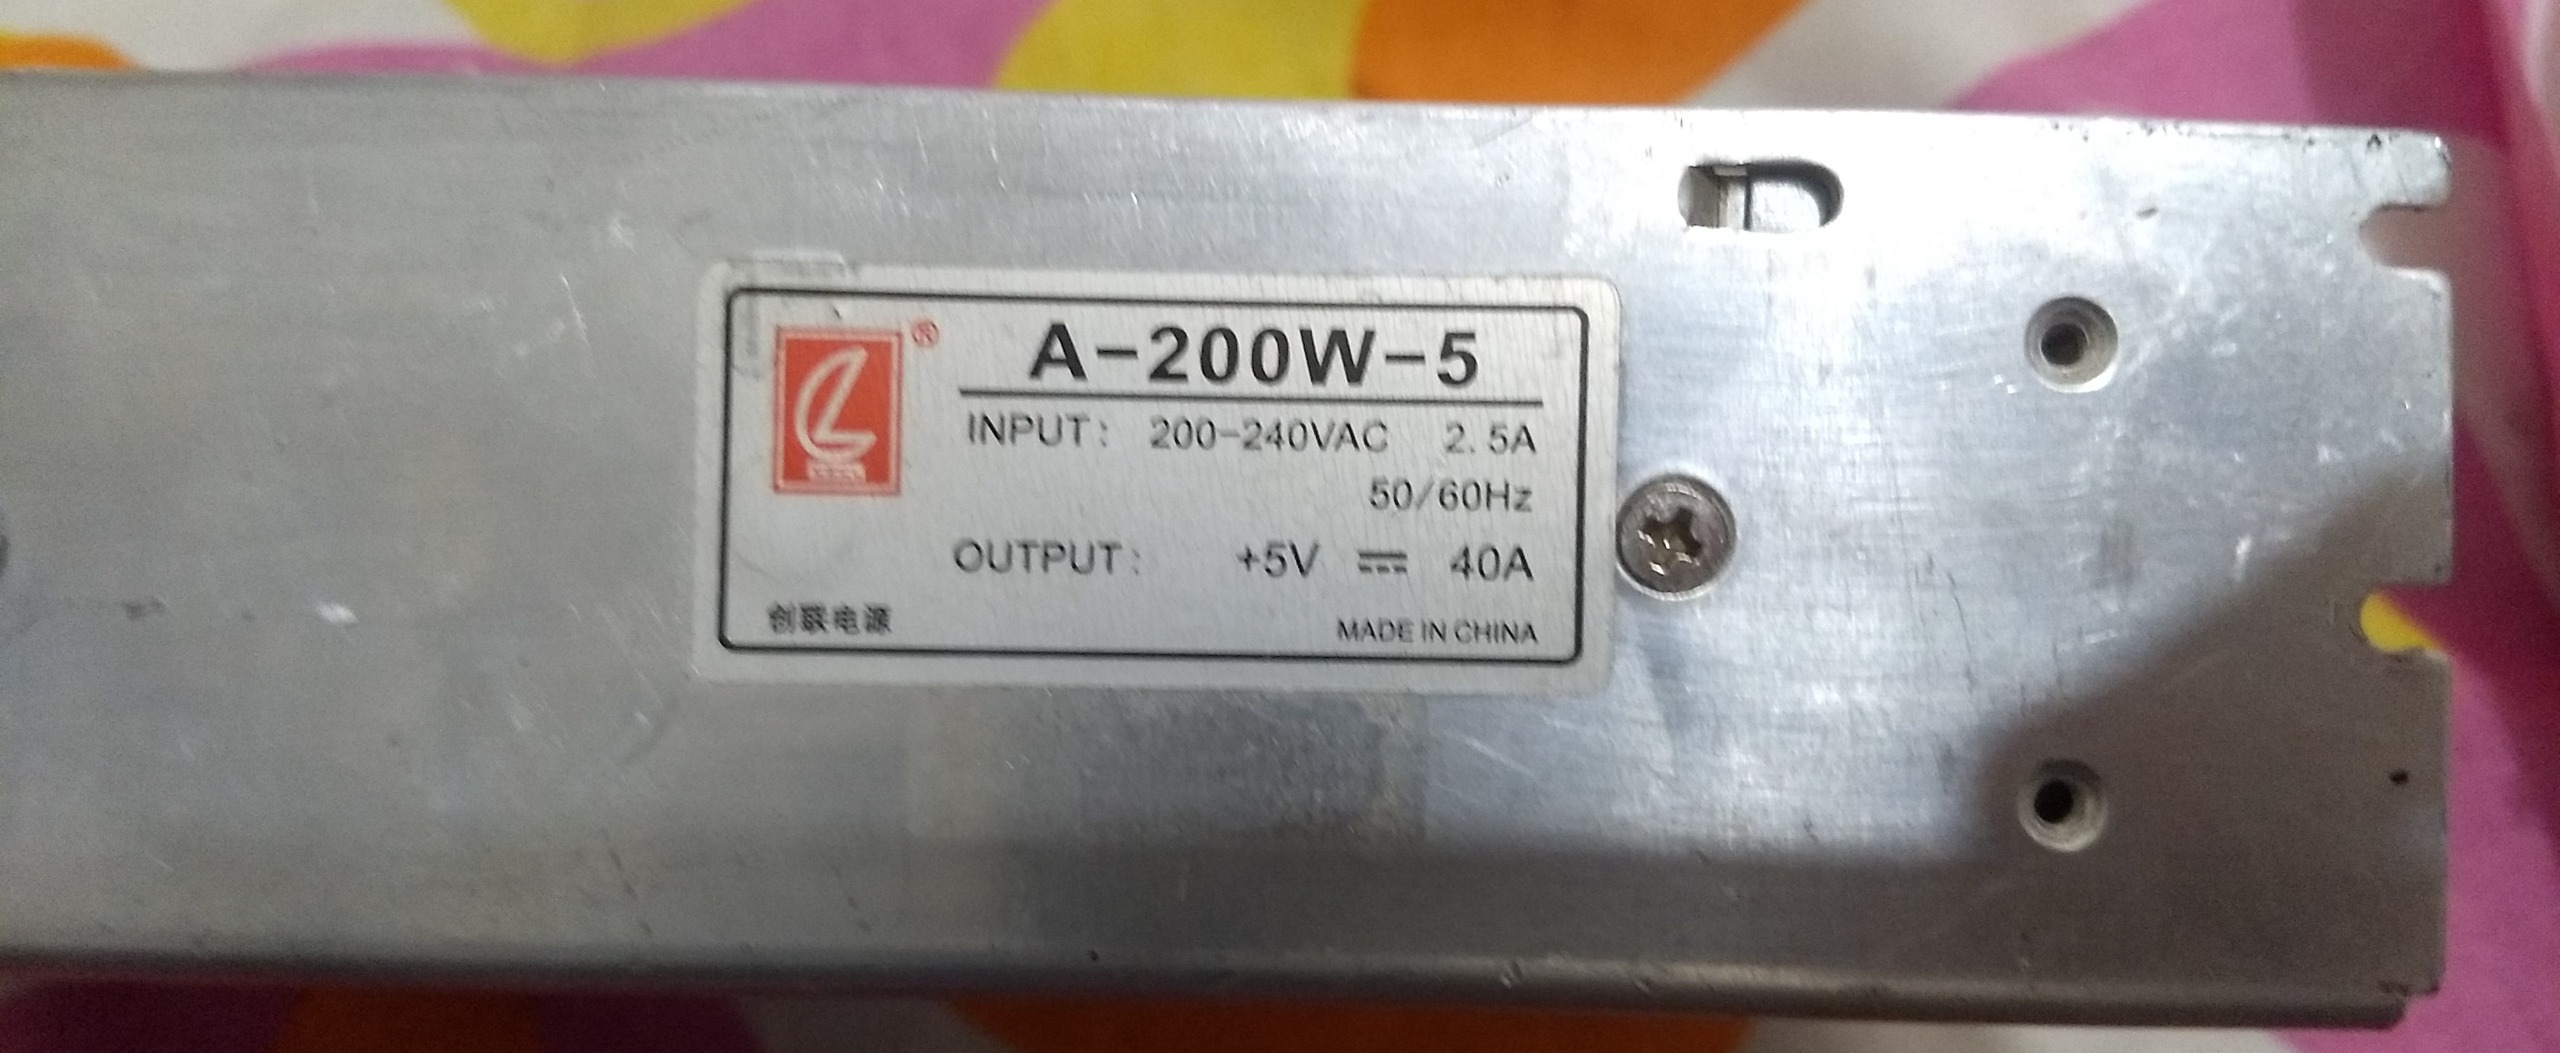 ®
A-200W-5
INPUT: 200-240VAC 2.5A
50/60Hz
OUTPUT: +5V ⎓ 40A
创联电源
MADE IN CHINA